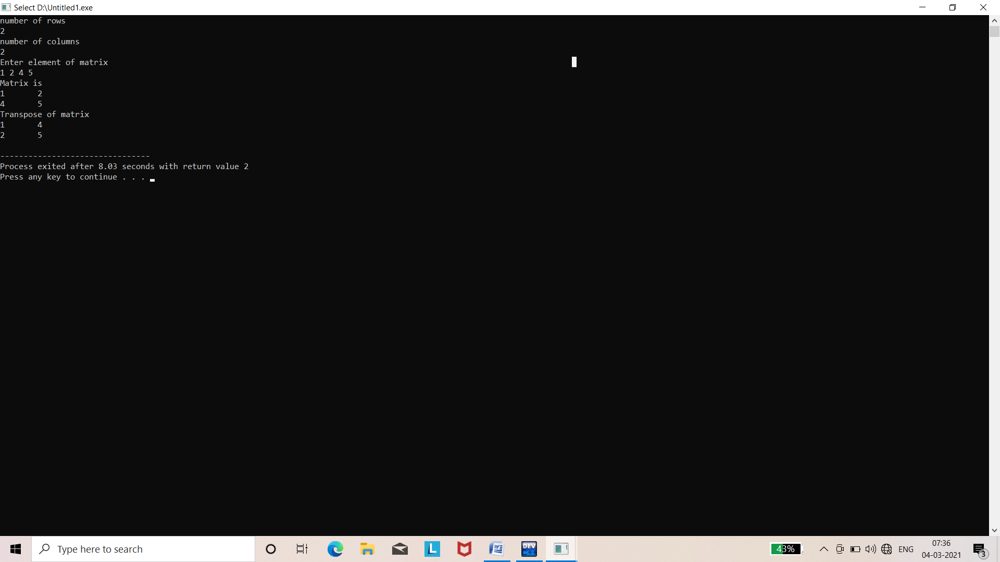 Select D:\Untitled1.exe
number of rows
2
number of columns
2
Enter element of matrix
1 2 4 5
Matrix is
1       2
4       5
Transpose of matrix
1       4
2       5
--------------------------------
Process exited after 8.03 seconds with return value 2
Press any key to continue . . .
Type here to search
L
W
DEV
C++
43%
ENG
07:36
04-03-2021
3